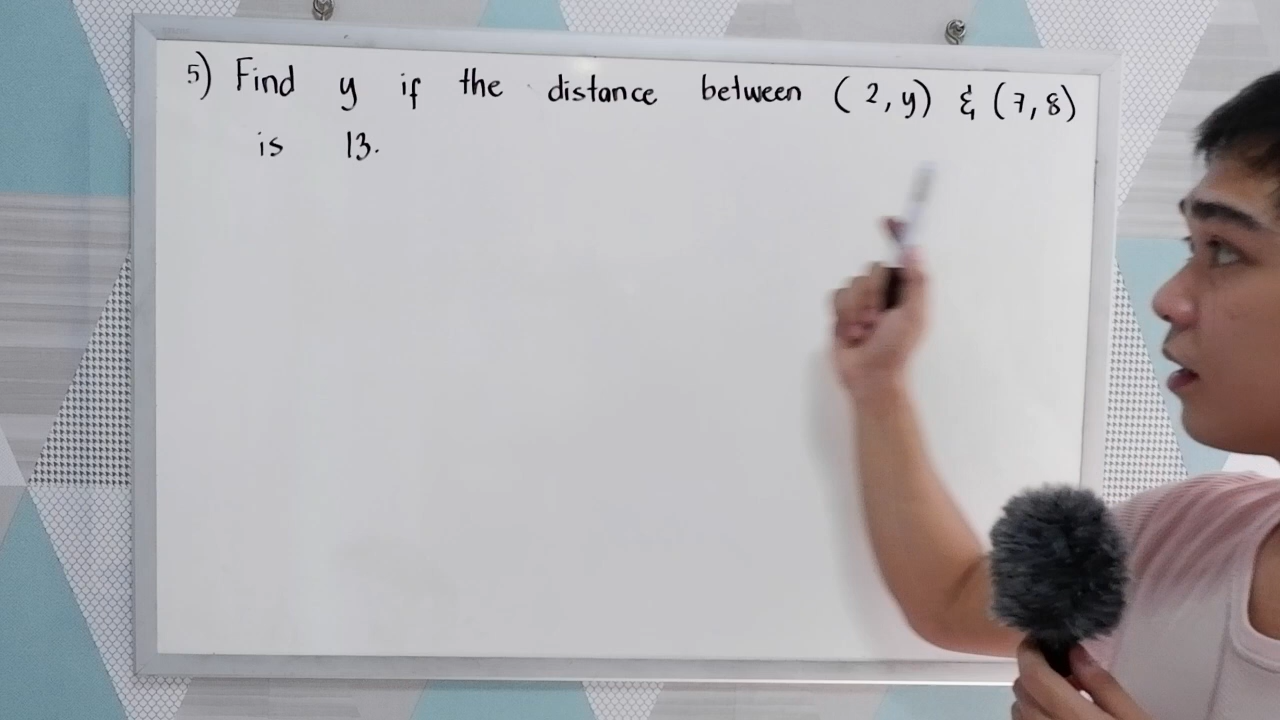 5) Find y if the distance between (2, y) & (7, 8)
is 13.